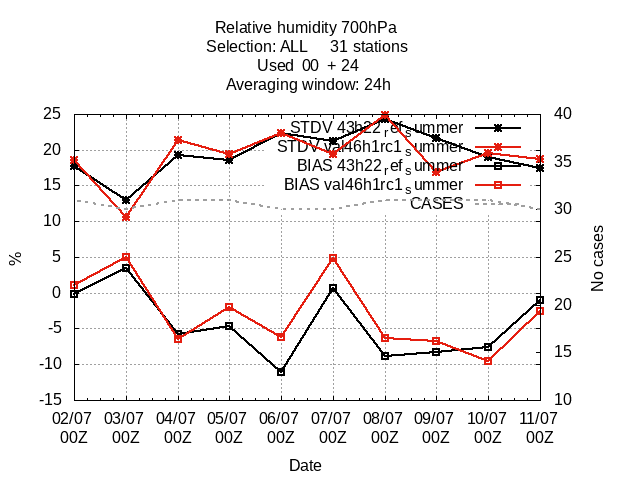 Relative humidity 700hPa
Selection: ALL 31 stations
Used 00 + 24
Averaging window: 24h
STDV 43h22_ref_summer
STDV val46h1rc1_summer
BIAS 43h22_ref_summer
BIAS val46h1rc1_summer
CASES
25
20
15
10
5
0
-5
-10
-15
%
40
35
30
25
20
15
10
No cases
02/07 03/07 04/07 05/07 06/07 07/07 08/07 09/07 10/07 11/07
00Z 00Z 00Z 00Z 00Z 00Z 00Z 00Z 00Z 00Z
Date